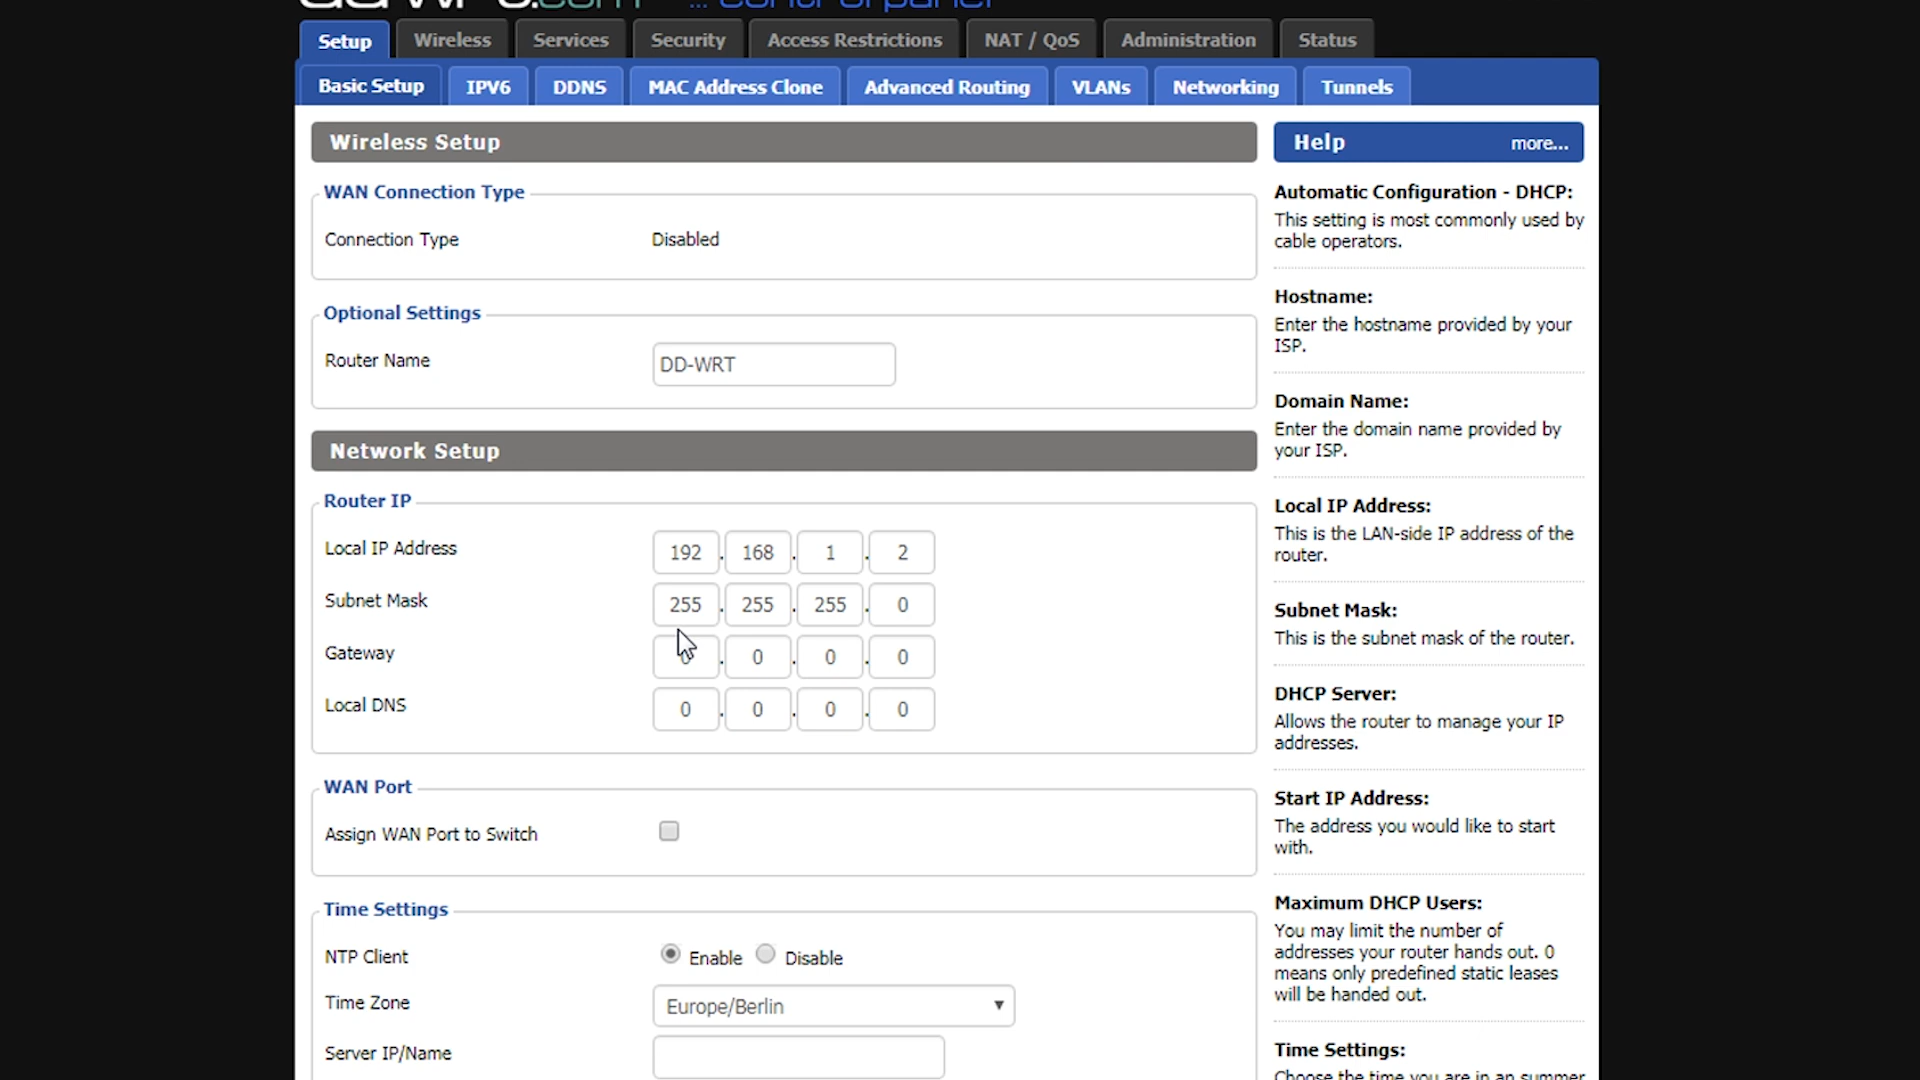 ... control panel
Setup Wireless Services Security Access Restrictions NAT / QoS Administration Status
Basic Setup IPV6 DDNS MAC Address Clone Advanced Routing VLANs Networking Tunnels
Wireless Setup
WAN Connection Type
Connection Type Disabled
Optional Settings
Router Name DD-WRT
Network Setup
Router IP
Local IP Address 192 . 168 . 1 . 2
Subnet Mask 255 . 255 . 255 . 0
Gateway 0 . 0 . 0 . 0
Local DNS 0 . 0 . 0 . 0
WAN Port
Assign WAN Port to Switch
Time Settings
NTP Client Enable Disable
Time Zone Europe/Berlin
Server IP/Name
Help more...
Automatic Configuration - DHCP:
This setting is most commonly used by
cable operators.
Hostname:
Enter the hostname provided by your
ISP.
Domain Name:
Enter the domain name provided by
your ISP.
Local IP Address:
This is the LAN-side IP address of the
router.
Subnet Mask:
This is the subnet mask of the router.
DHCP Server:
Allows the router to manage your IP
addresses.
Start IP Address:
The address you would like to start
with.
Maximum DHCP Users:
You may limit the number of
addresses your router hands out. 0
means only predefined static leases
will be handed out.
Time Settings:
Choose the time you are in an summer